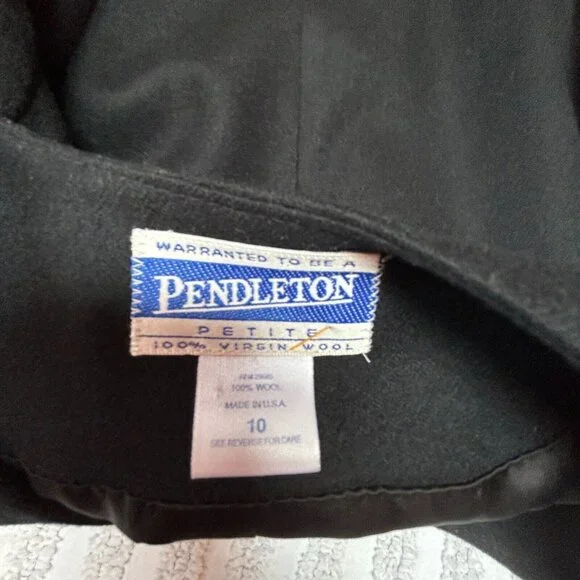 WARRANTED TO BE A
PENDLETON
PETITE
100% VIRGIN WOOL
100% WOOL
MADE IN U.S.A.
10
SEE REVERSE FOR CARE